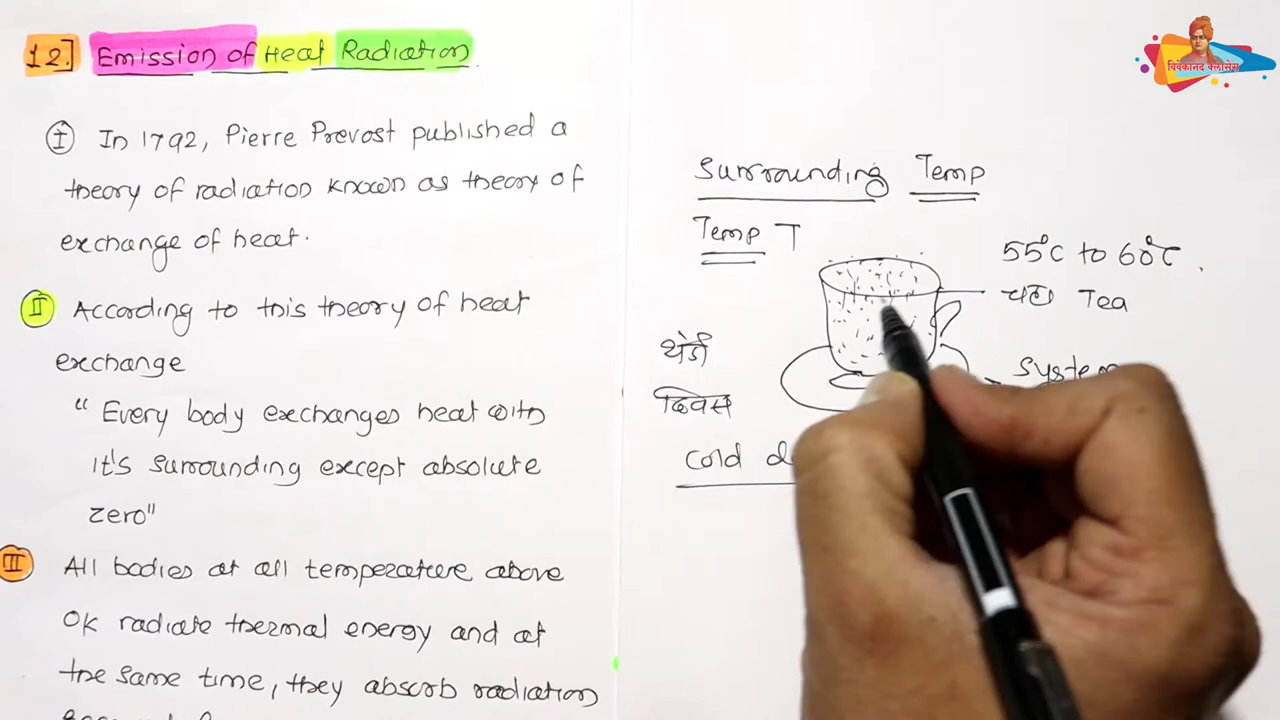 12.] Emission of Heat Radiation.
I In 1792, Pierre Prevost published a
theory of radiation known as theory of
exchange of heat.
II According to this theory of heat
exchange
" Every body exchanges heat with
it's surrounding except absolute
zero"
III All bodies at all temperature above
OK radiate thermal energy and at
the same time, they absorb radiation
विवेकानंद क्लासेस
Surrounding Temp
Temp T
55°C to 60°C.
चहा Tea
थंडी
दिवस
cold